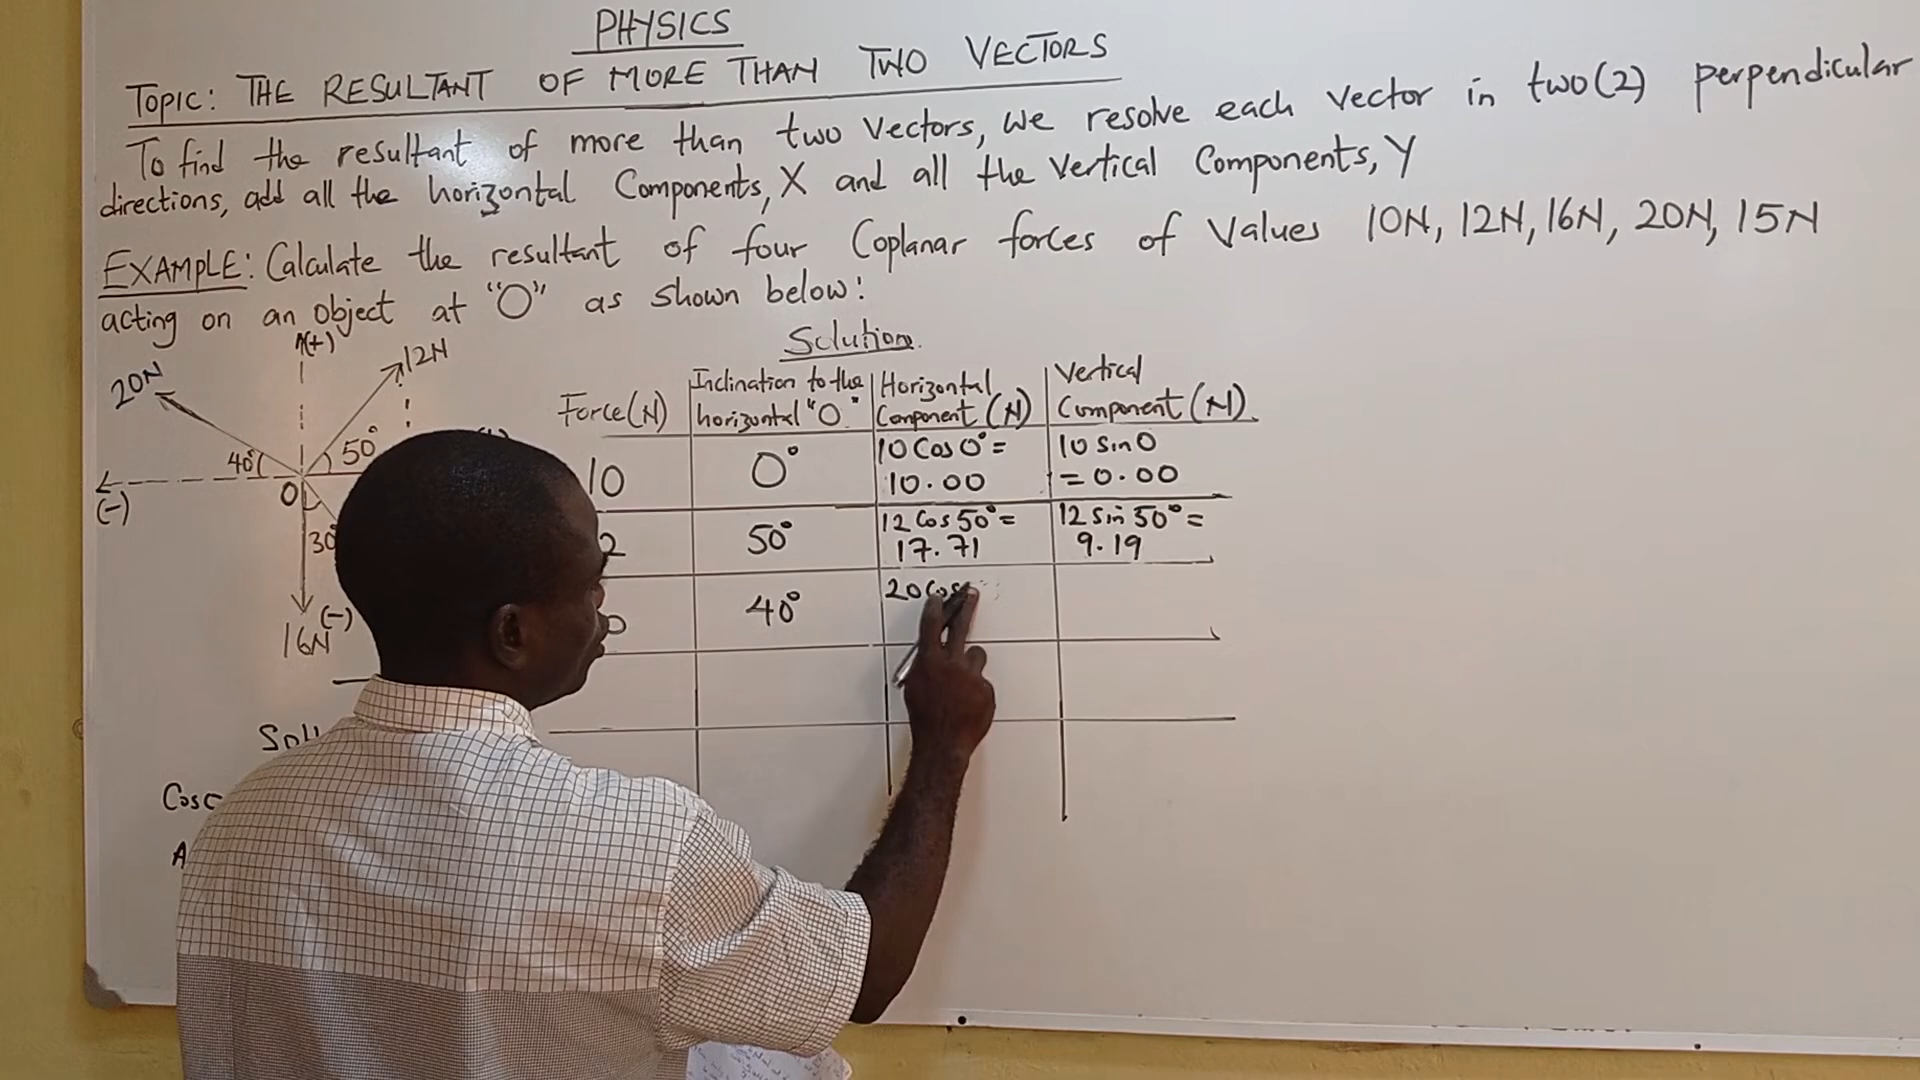 PHYSICS
TOPIC: THE RESULTANT OF MORE THAN TWO VECTORS
To find the resultant of more than two vectors, we resolve each vector in two(2) perpendicular
directions, add all the horizontal Components, X and all the vertical Components, Y
EXAMPLE: Calculate the resultant of four Coplanar forces of values 10N, 12N, 16N, 20N, 15N
acting on an object at "O" as shown below:
(+)
12N
20N
50°
40°
O
(-)
30°
(-)
16N
Solution
Force(N)
Inclination to the
horizontal "O"
Horizontal
Component (N)
Vertical
Component (N)
10
0°
10 Cos 0° =
10.00
10 sin 0
= 0.00
2
50°
12 Cos 50° =
17.71
12 sin 50° =
9.19
0
40°
20 Cos